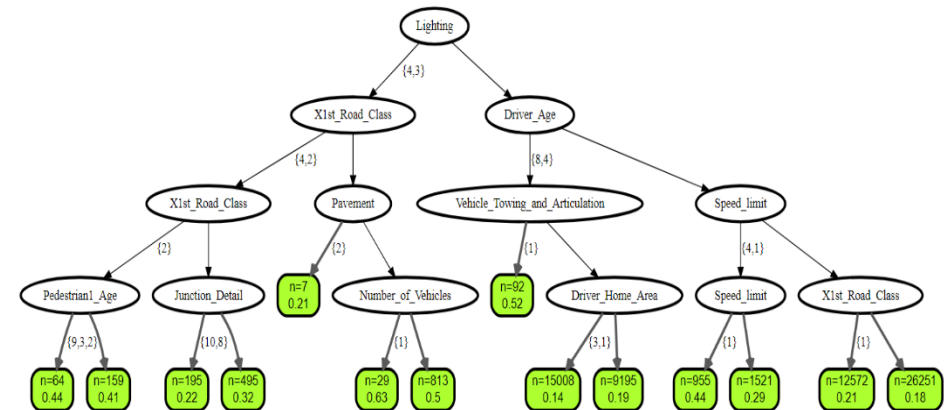 Lighting
{4,3}
X1st_Road_Class
Driver_Age
{4,2}
{8,4}
X1st_Road_Class
Pavement
Vehicle_Towing_and_Articulation
Speed_limit
{2}
{2}
{1}
{4,1}
Pedestrian1_Age
Junction_Detail
n=7
0.21
Number_of_Vehicles
n=92
0.52
Driver_Home_Area
Speed_limit
X1st_Road_Class
{9,3,2}
{10,8}
{1}
{3,1}
{1}
{1}
n=64
0.44
n=159
0.41
n=195
0.22
n=495
0.32
n=29
0.63
n=813
0.5
n=15008
0.14
n=9195
0.19
n=955
0.44
n=1521
0.29
n=12572
0.21
n=26251
0.18